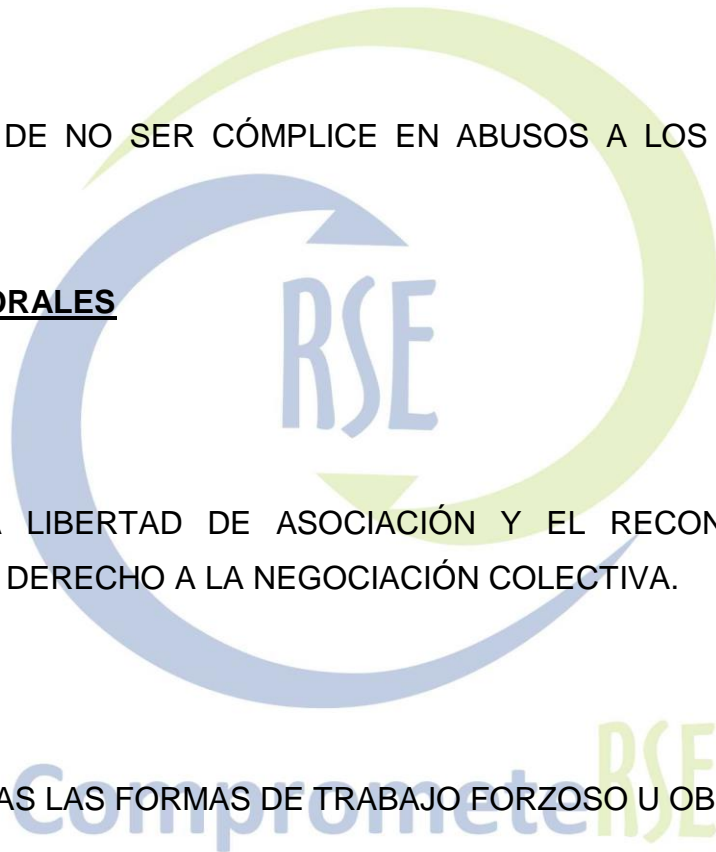 DE NO SER CÓMPLICE EN ABUSOS A LOS
ORALES
RSE
LIBERTAD DE ASOCIACIÓN Y EL RECON
DERECHO A LA NEGOCIACIÓN COLECTIVA.
AS LAS FORMAS DE TRABAJO FORZOSO U OB
ComprometeRSE